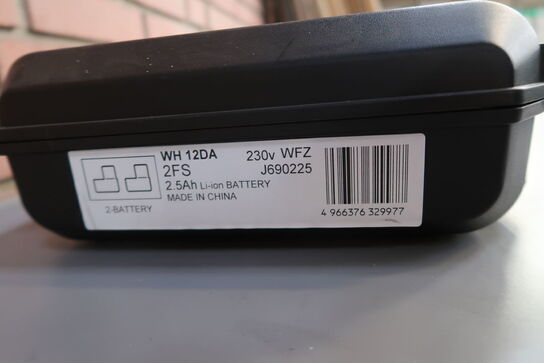 WH 12DA 230v WFZ
2FS J690225
2.5Ah Li-ion BATTERY
MADE IN CHINA
2-BATTERY
4 966376 329977